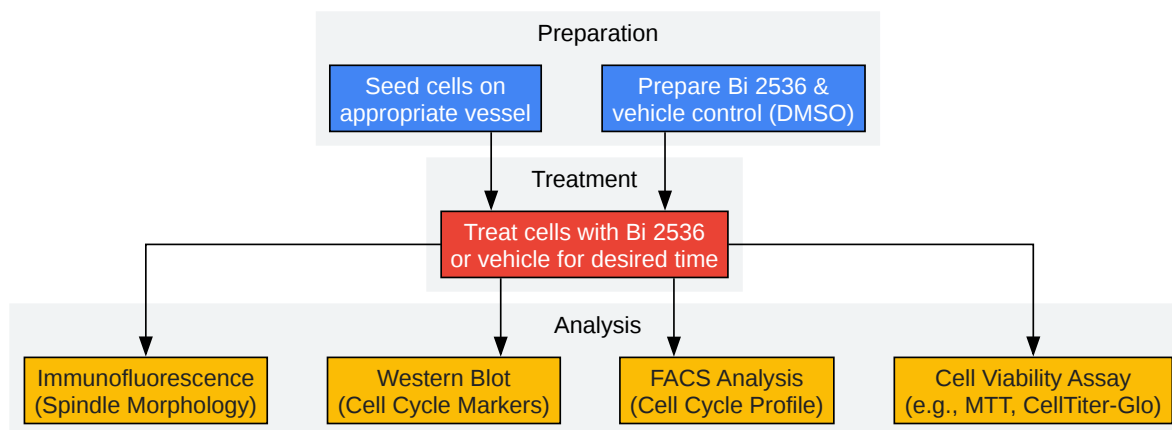 Preparation
Seed cells on
appropriate vessel
Prepare Bi 2536 &
vehicle control (DMSO)
Treatment
Treat cells with Bi 2536
or vehicle for desired time
Analysis
Immunofluorescence
(Spindle Morphology)
Western Blot
(Cell Cycle Markers)
FACS Analysis
(Cell Cycle Profile)
Cell Viability Assay
(e.g., MTT, CellTiter-Glo)